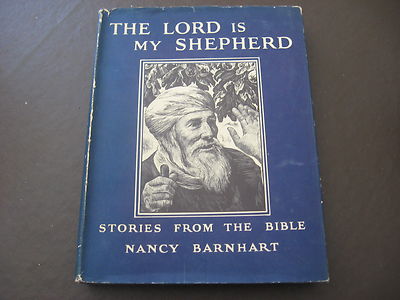 THE LORD IS
MY SHEPHERD
STORIES FROM THE BIBLE
NANCY BARNHART